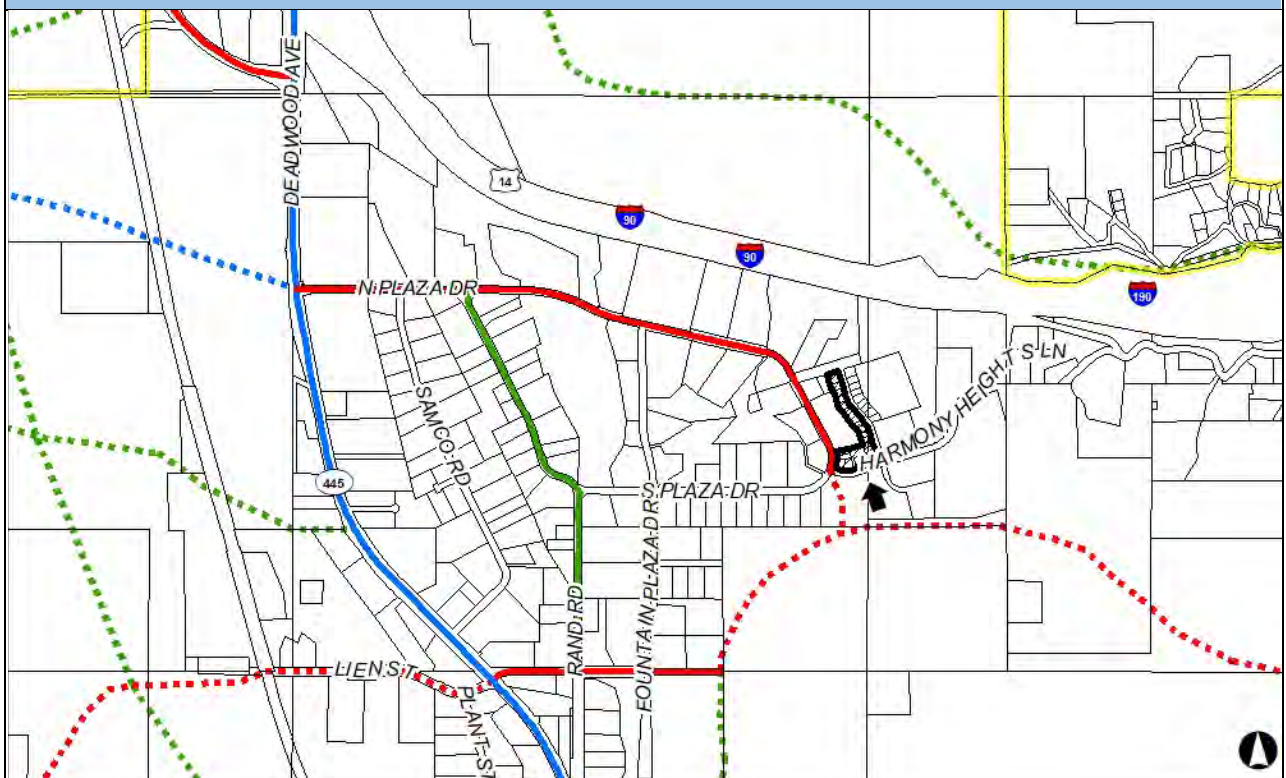 DEADWOOD AVE
14
90
90
190
N PLAZA DR
HARMONY HEIGHTS LN
SAMCO RD
445
S PLAZA DR
RAND RD
FOUNTAIN PLAZA DR
LIEN ST
PLANT ST